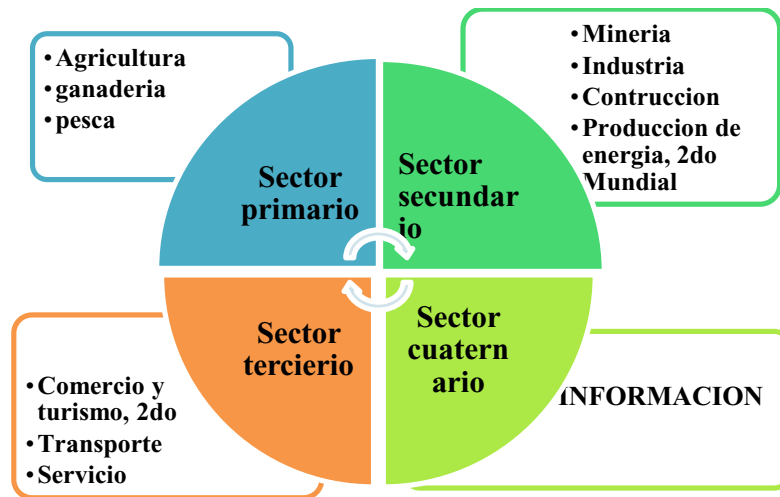 • Agricultura
• ganaderia
• pesca
• Mineria
• Industria
• Contruccion
• Produccion de
energia, 2do
Mundial
Sector
primario
Sector
secundar
io
Sector
tercierio
Sector
cuatern
ario
• Comercio y
turismo, 2do
• Transporte
• Servicio
INFORMACION